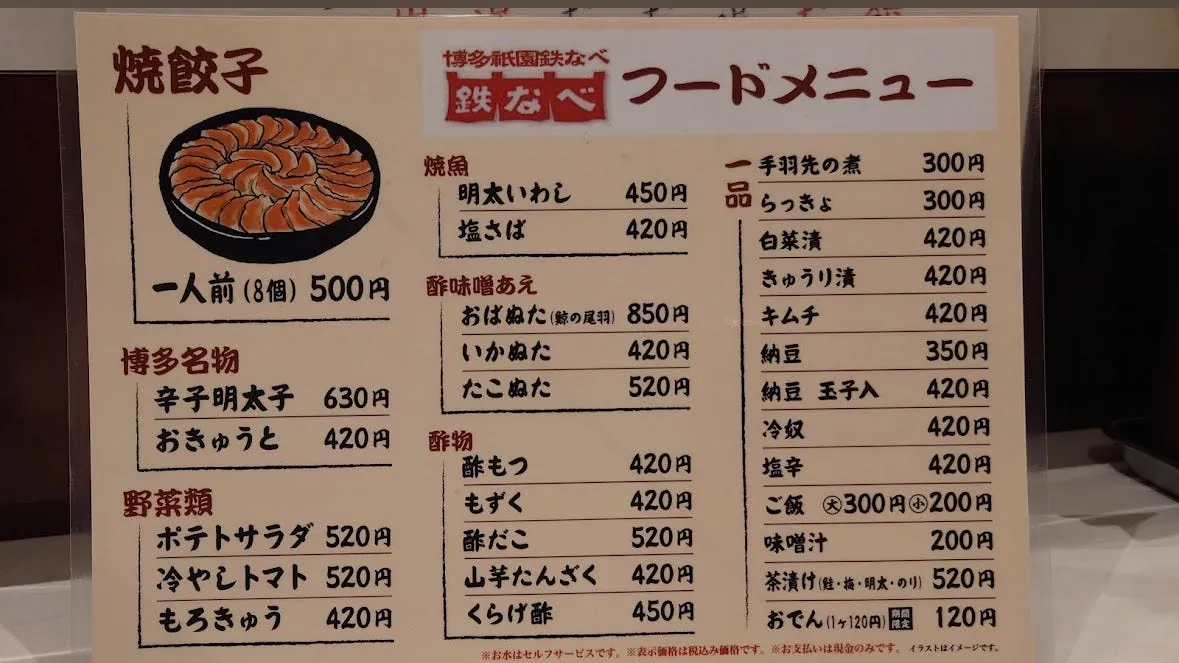 焼餃子
一人前(8個) 500円
博多名物
辛子明太子 630円
おきゅうと 420円
野菜類
ポテトサラダ 520円
冷やしトマト 520円
もろきゅう 420円
博多祇園鉄なべ
鉄なべ
フードメニュー
焼魚
明太いわし 450円
塩さば 420円
酢味噌あえ
おばぬた(鯨の尾羽) 850円
いかぬた 420円
たこぬた 520円
酢物
酢もつ 420円
もずく 420円
酢だこ 520円
山芋たんざく 420円
くらげ酢 450円
一品
手羽先の煮 300円
らっきょ 300円
白菜漬 420円
きゅうり漬 420円
キムチ 420円
納豆 350円
納豆 玉子入 420円
冷奴 420円
塩辛 420円
ご飯 ㊛300円㊙200円
味噌汁 200円
茶漬け(鮭・梅・明太・のり) 520円
おでん(1ヶ120円) 期間限定 120円
※お水はセルフサービスです。※表示価格は税込み価格です。※お支払いは現金のみです。 イラストはイメージです。